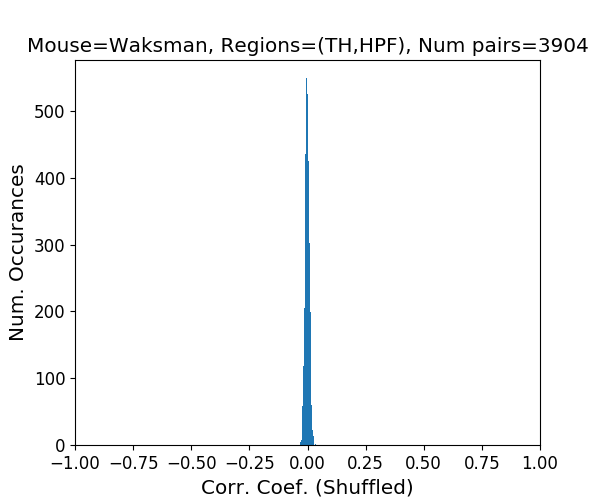 Mouse=Waksman, Regions=(TH,HPF), Num pairs=3904
Num. Occurances
500
400
300
200
100
0
−1.00 −0.75 −0.50 −0.25 0.00 0.25 0.50 0.75 1.00
Corr. Coef. (Shuffled)